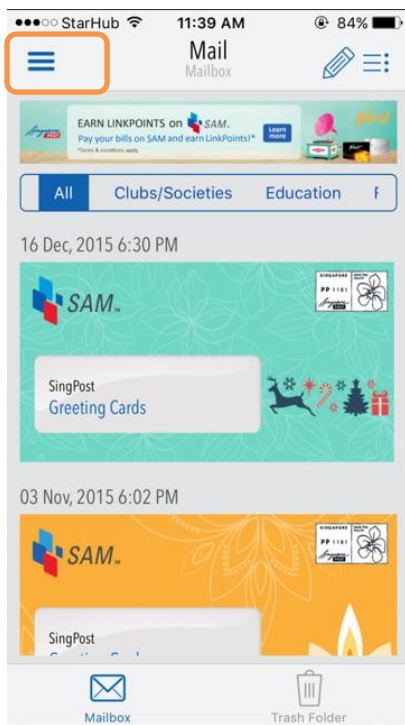 StarHub 11:39 AM 84%
Mail
Mailbox
EARN LINKPOINTS on SAM.
Pay your bills on SAM and earn LinkPoints!*
*Terms & conditions apply.
Learn more
All Clubs/Societies Education F
16 Dec, 2015 6:30 PM
SAM
SINGAPORE
PP 1181
SingPost
Greeting Cards
03 Nov, 2015 6:02 PM
SAM
SINGAPORE
PP 1181
SingPost
Mailbox Trash Folder